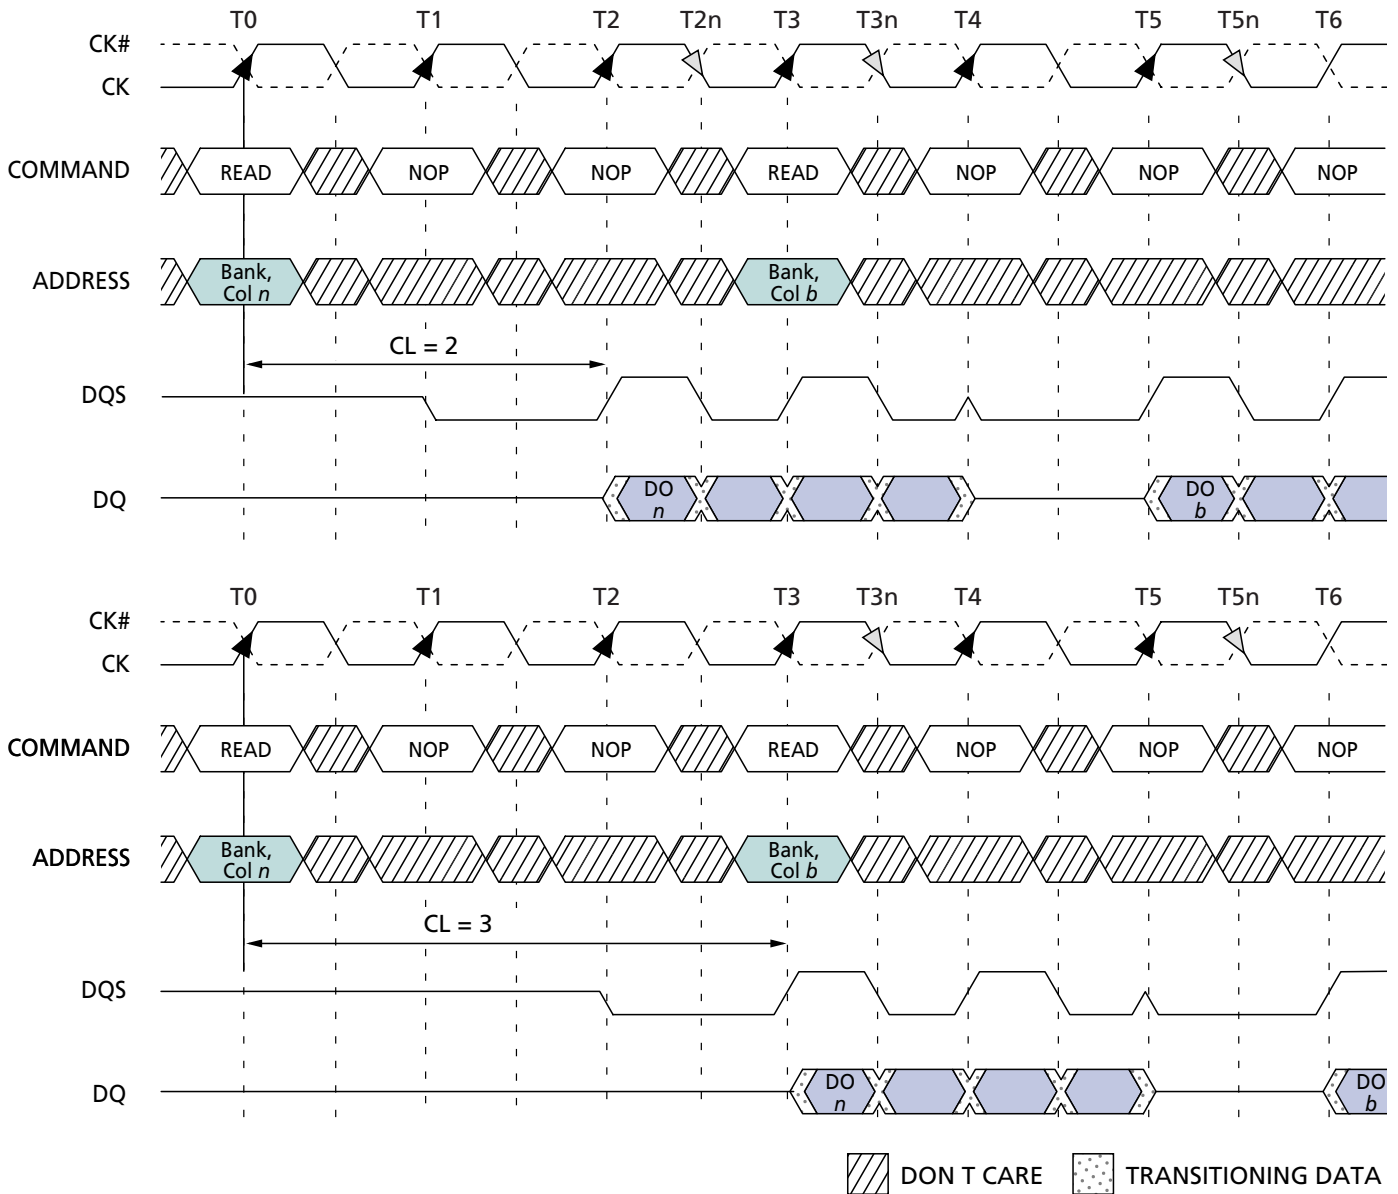 T0 T1 T2 T2n T3 T3n T4 T5 T5n T6
CK#
CK
COMMAND READ NOP NOP READ NOP NOP NOP
ADDRESS Bank, Col n Bank, Col b
CL = 2
DQS
DQ DO n DO b
T0 T1 T2 T3 T3n T4 T5 T5n T6
CK#
CK
COMMAND READ NOP NOP READ NOP NOP NOP
ADDRESS Bank, Col n Bank, Col b
CL = 3
DQS
DQ DO n DO b
DON T CARE TRANSITIONING DATA